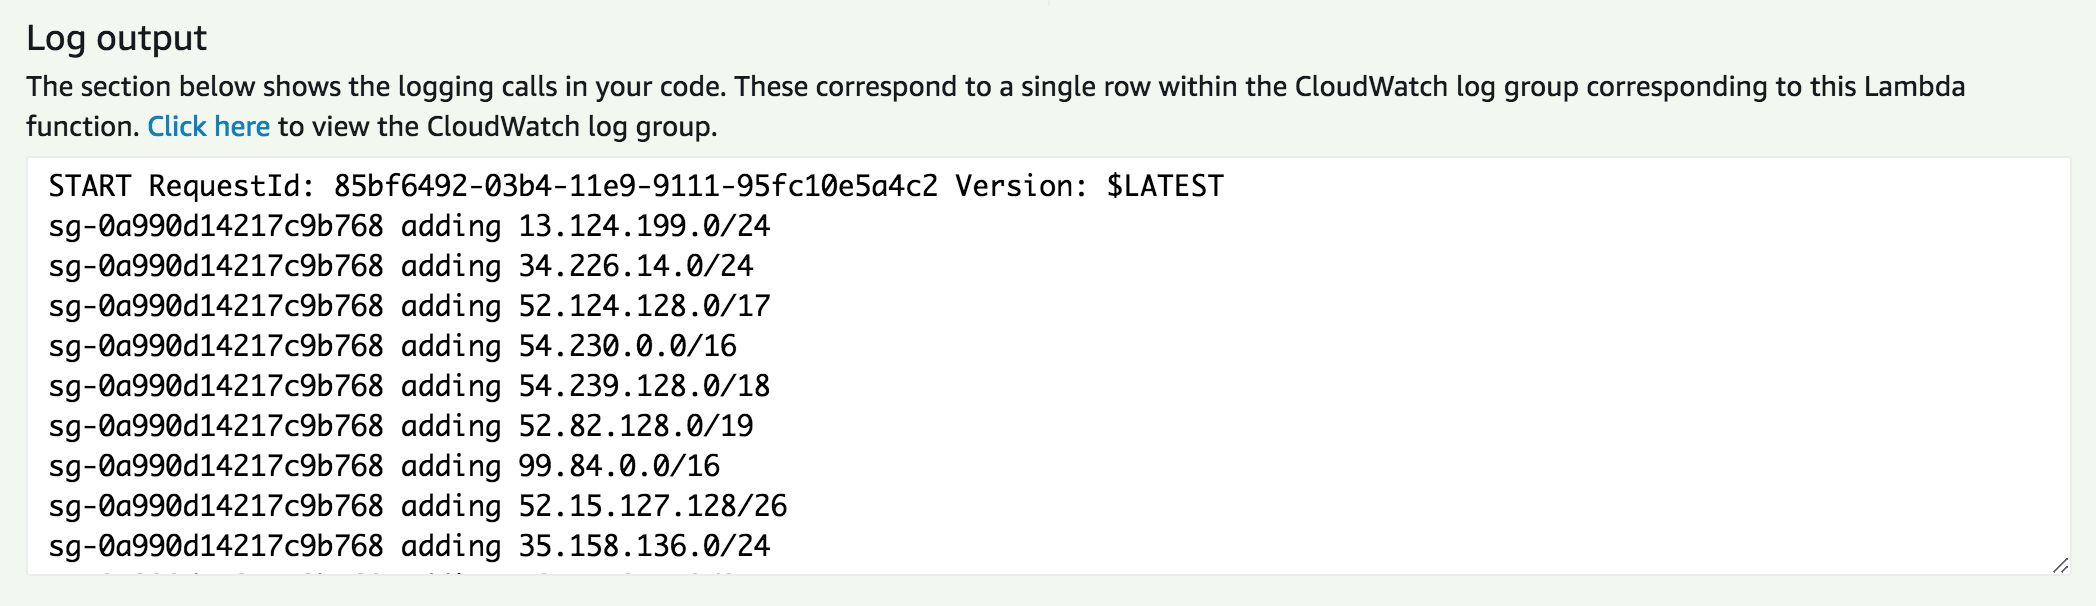 Log output
The section below shows the logging calls in your code. These correspond to a single row within the CloudWatch log group corresponding to this Lambda
function. Click here to view the CloudWatch log group.
START RequestId: 85bf6492-03b4-11e9-9111-95fc10e5a4c2 Version: $LATEST
sg-0a990d14217c9b768 adding 13.124.199.0/24
sg-0a990d14217c9b768 adding 34.226.14.0/24
sg-0a990d14217c9b768 adding 52.124.128.0/17
sg-0a990d14217c9b768 adding 54.230.0.0/16
sg-0a990d14217c9b768 adding 54.239.128.0/18
sg-0a990d14217c9b768 adding 52.82.128.0/19
sg-0a990d14217c9b768 adding 99.84.0.0/16
sg-0a990d14217c9b768 adding 52.15.127.128/26
sg-0a990d14217c9b768 adding 35.158.136.0/24